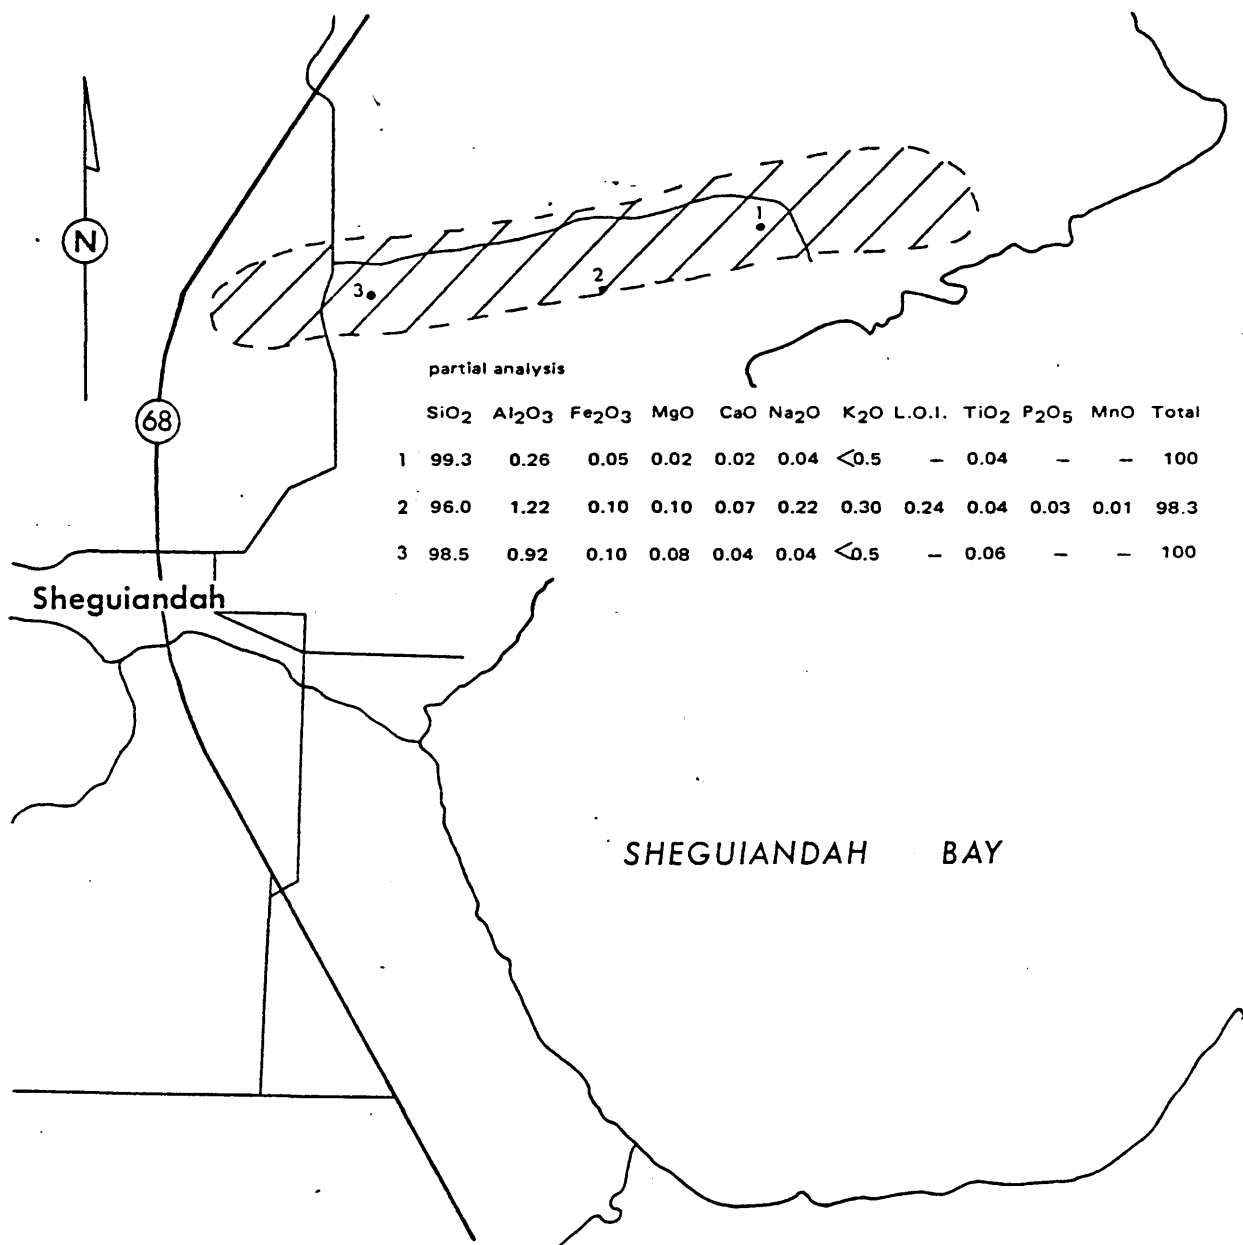 1
N
2
3
partial analysis
SiO2 Al2O3 Fe2O3 MgO CaO Na2O K2O L.O.I. TiO2 P2O5 MnO Total
68
1 99.3 0.26 0.05 0.02 0.02 0.04 <0.5 – 0.04 – – 100
2 96.0 1.22 0.10 0.10 0.07 0.22 0.30 0.24 0.04 0.03 0.01 98.3
3 98.5 0.92 0.10 0.08 0.04 0.04 <0.5 – 0.06 – – 100
Sheguiandah
SHEGUIANDAH BAY